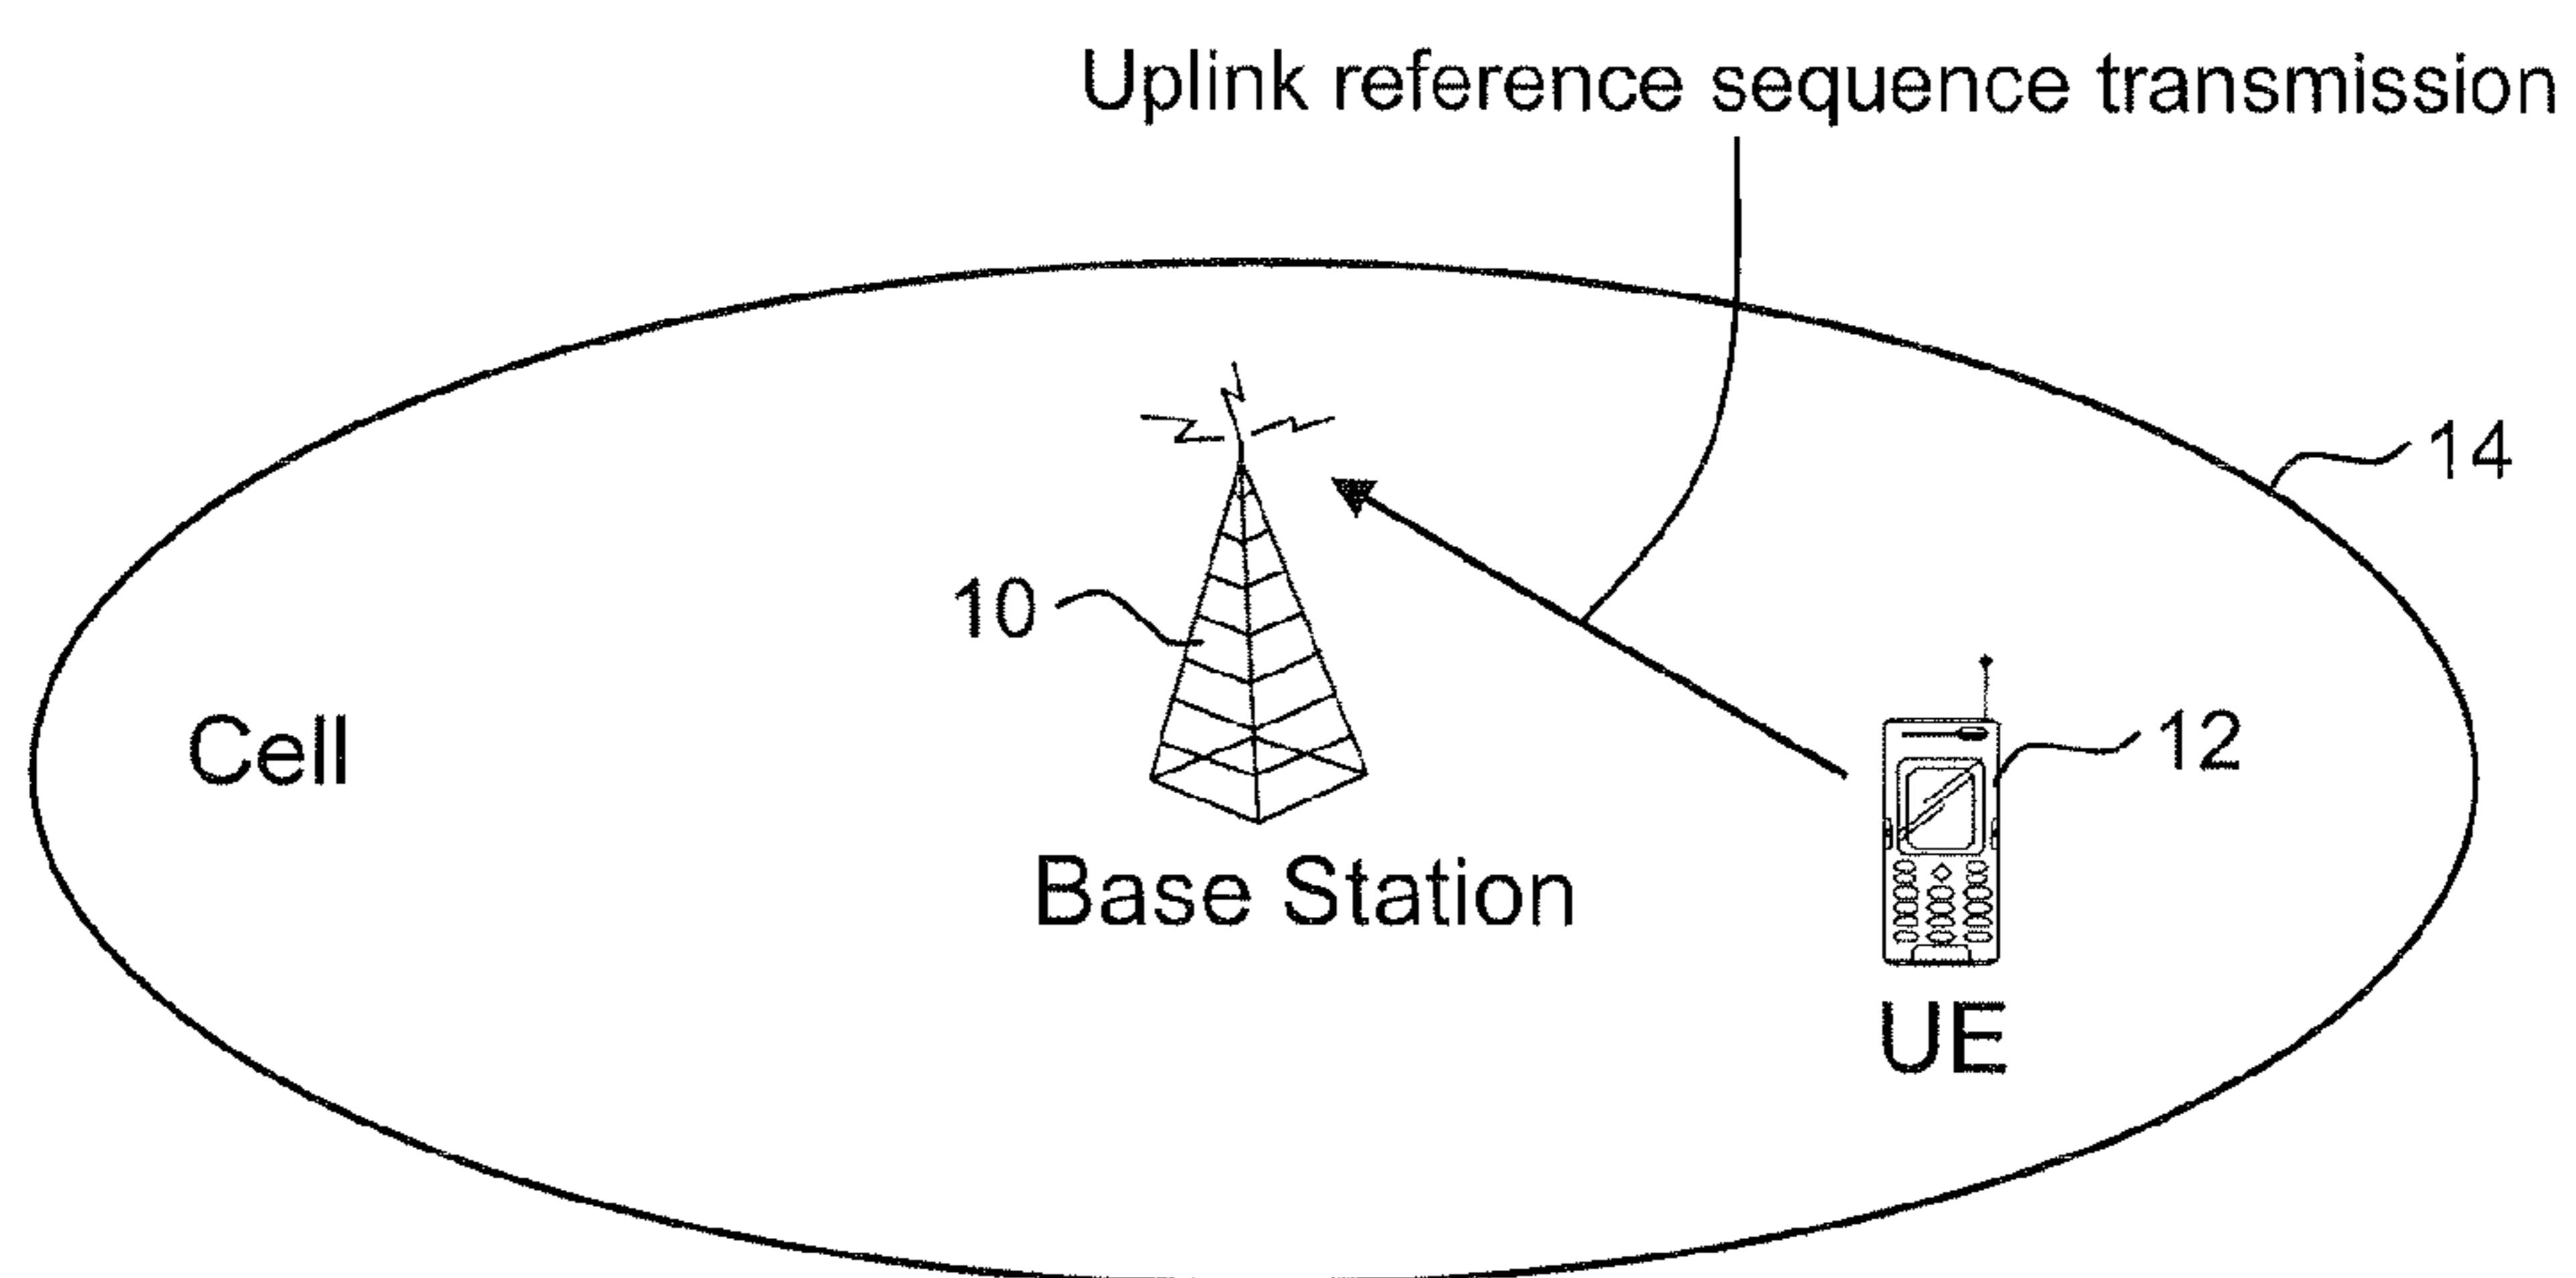 Uplink reference sequence transmission
14
10
12
Cell
Base Station
UE